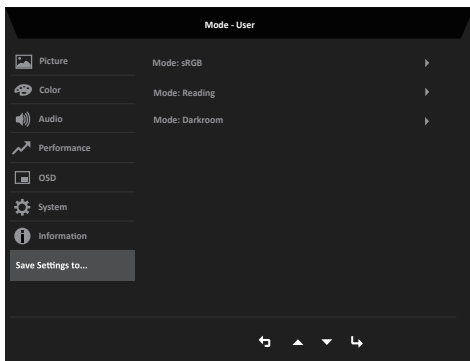 Mode - User
Picture
Color
Audio
Performance
OSD
System
Information
Save Settings to...
Mode: sRGB
Mode: Reading
Mode: Darkroom